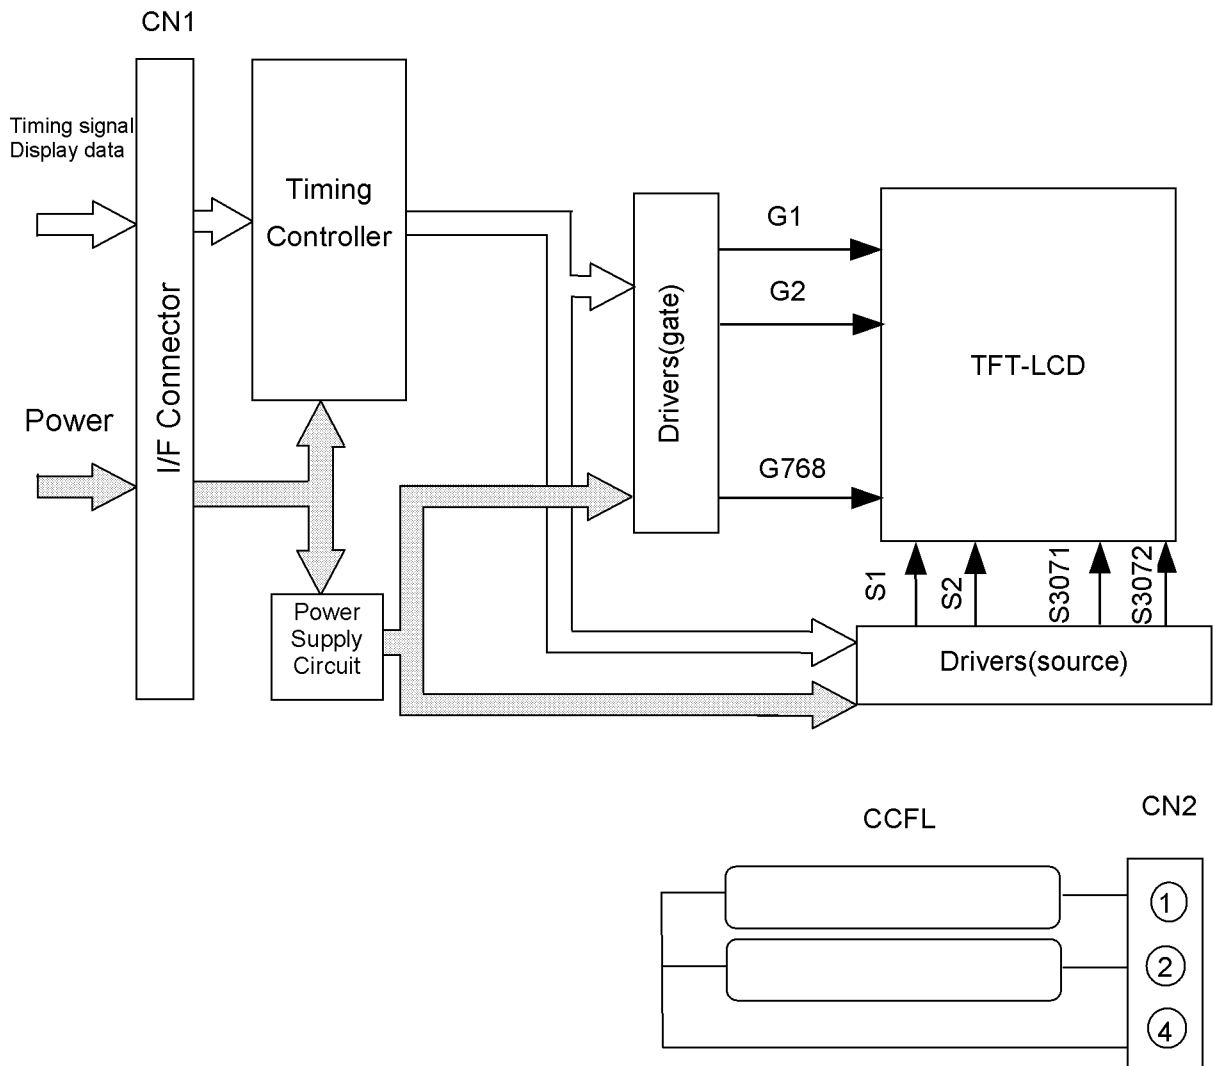 CN1
Timing signal
Display data
Power
I/F Connector
Timing
Controller
Power
Supply
Circuit
Drivers(gate)
G1
G2
G768
TFT-LCD
S1
S2
S3071
S3072
Drivers(source)
CCFL
CN2
1
2
4